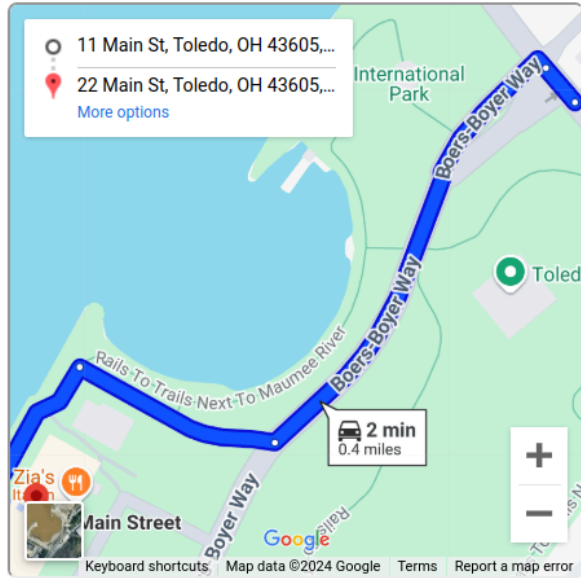 11 Main St, Toledo, OH 43605,...
22 Main St, Toledo, OH 43605,...
More options
International
Park
Boers-Boyer Way
Boers-Boyer Way
Toled
Boers-Boyer Way
Rails To Trails Next To Maumee River
2 min
0.4 miles
Zia's
Main Street
Boyer Way
Rails
Google
Keyboard shortcuts
Map data ©2024 Google
Terms
Report a map error